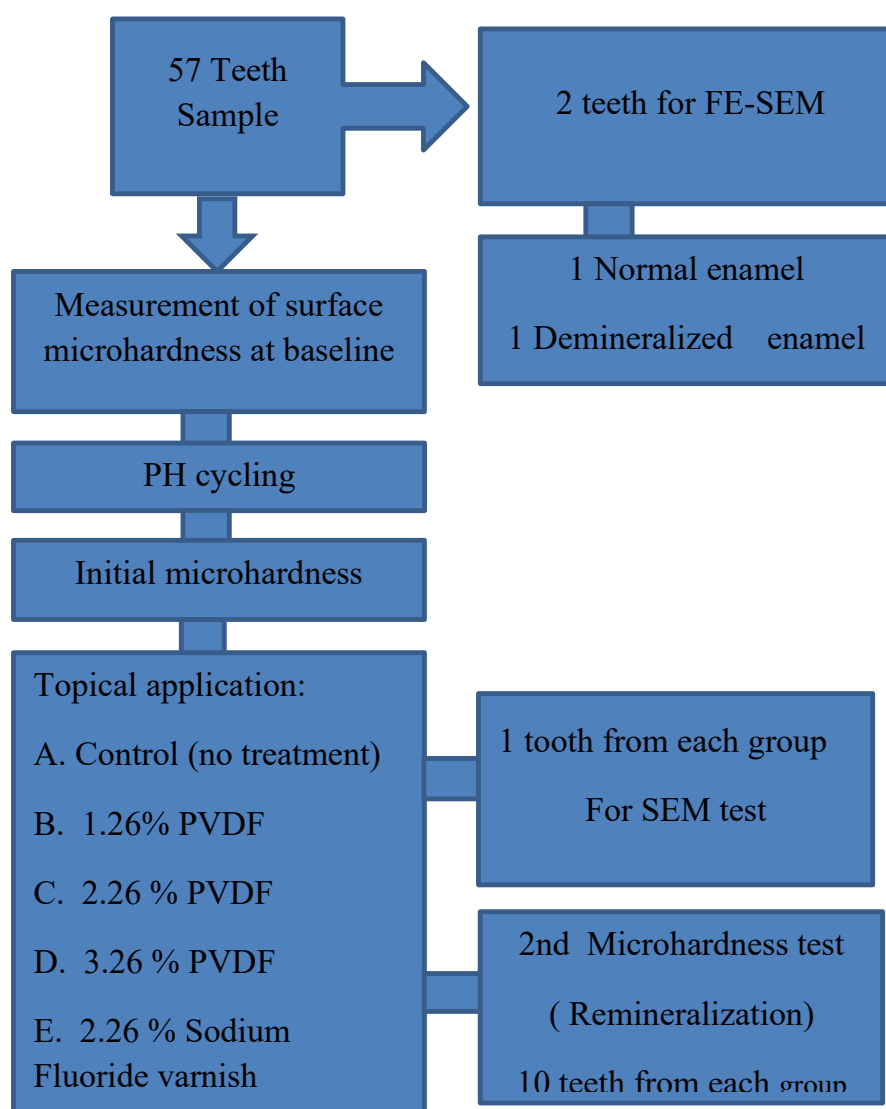 57 Teeth
Sample
2 teeth for FE-SEM
1 Normal enamel
1 Demineralized enamel
Measurement of surface
microhardness at baseline
PH cycling
Initial microhardness
Topical application:
A. Control (no treatment)
B. 1.26% PVDF
C. 2.26 % PVDF
D. 3.26 % PVDF
E. 2.26 % Sodium
Fluoride varnish
1 tooth from each group
For SEM test
2nd Microhardness test
( Remineralization)
10 teeth from each group